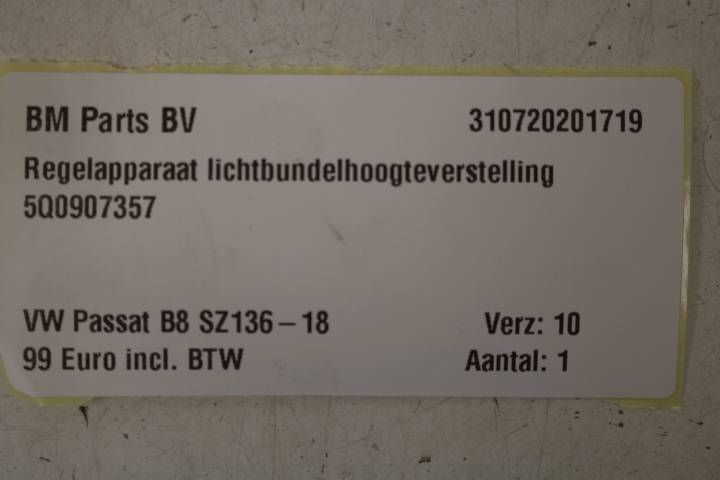 BM Parts BV 310720201719
Regelapparaat lichtbundelhoogteverstelling
5Q0907357
VW Passat B8 SZ136-18 Verz: 10
99 Euro incl. BTW Aantal: 1